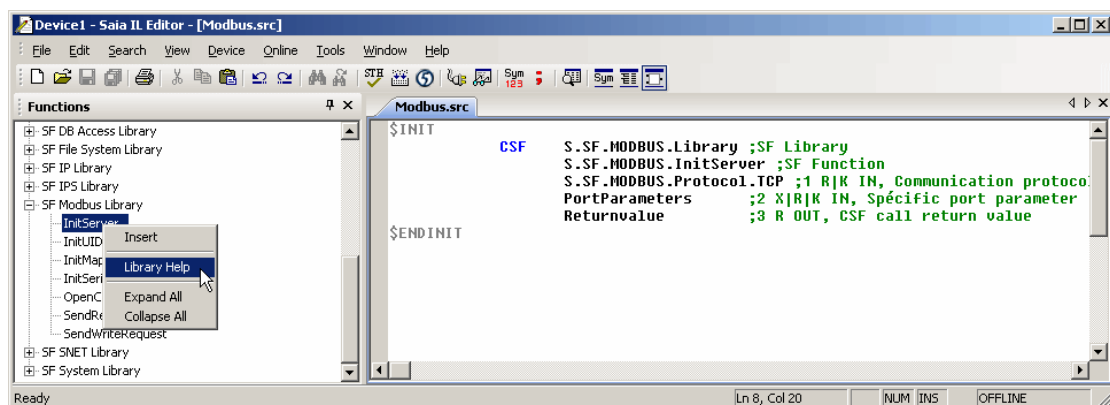 Device1 - Saia IL Editor - [Modbus.src]
File Edit Search View Device Online Tools Window Help
STH Sym 123 Sym
Functions
Modbus.src
SF DB Access Library
SF File System Library
SF IP Library
SF IPS Library
SF Modbus Library
InitServer
InitUID
InitMap
InitSeri
OpenC
SendRe
SendWriteRequest
SF SNET Library
SF System Library
Insert
Library Help
Expand All
Collapse All
$INIT
CSF S.SF.MODBUS.Library ;SF Library
S.SF.MODBUS.InitServer ;SF Function
S.SF.MODBUS.Protocol.TCP ;1 R|K IN, Communication protoco
PortParameters ;2 X|R|K IN, Spécific port parameter
Returnvalue ;3 R OUT, CSF call return value
$ENDINIT
Ready Ln 8, Col 20 NUM INS OFFLINE